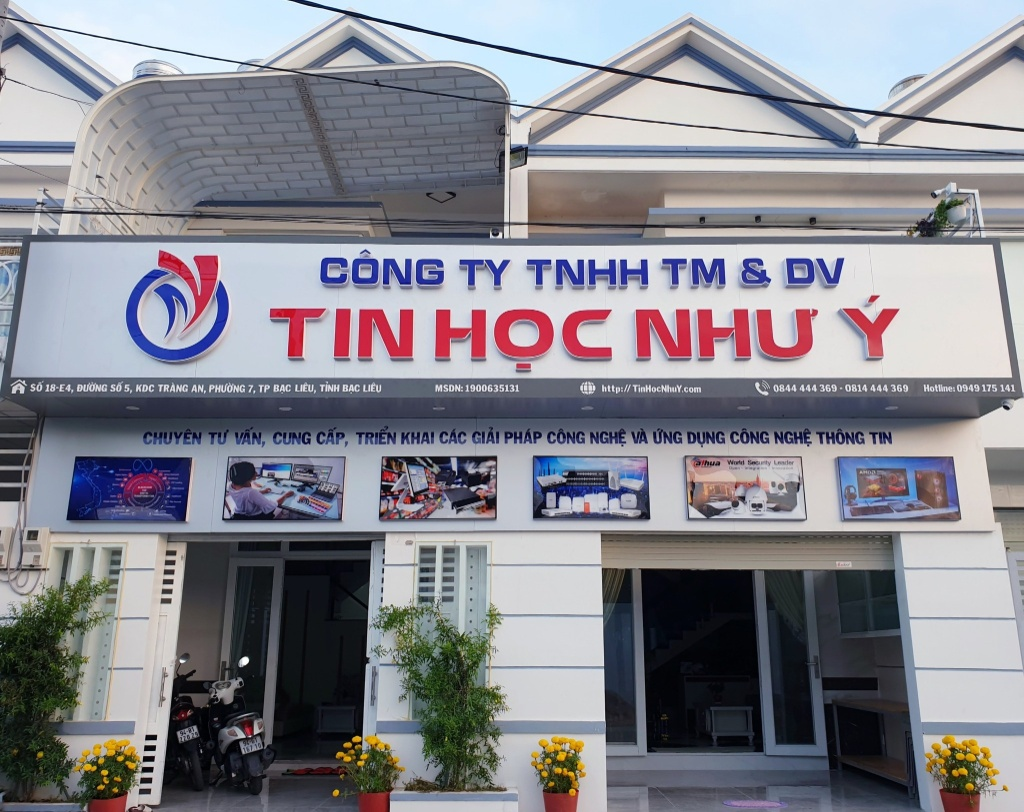 CÔNG TY TNHH TM & DV
TIN HỌC NHƯ Ý
SỐ 18-E4, ĐƯỜNG SỐ 5, KDC TRÀNG AN, PHƯỜNG 7, TP BẠC LIÊU, TỈNH BẠC LIÊU MSDN: 1900635131 http://TinHocNhuY.com 0844 444 369 - 0814 444 369 Hotline: 0949 175 141
CHUYÊN TƯ VẤN, CUNG CẤP, TRIỂN KHAI CÁC GIẢI PHÁP CÔNG NGHỆ VÀ ỨNG DỤNG CÔNG NGHỆ THÔNG TIN
alhua World Security Leader